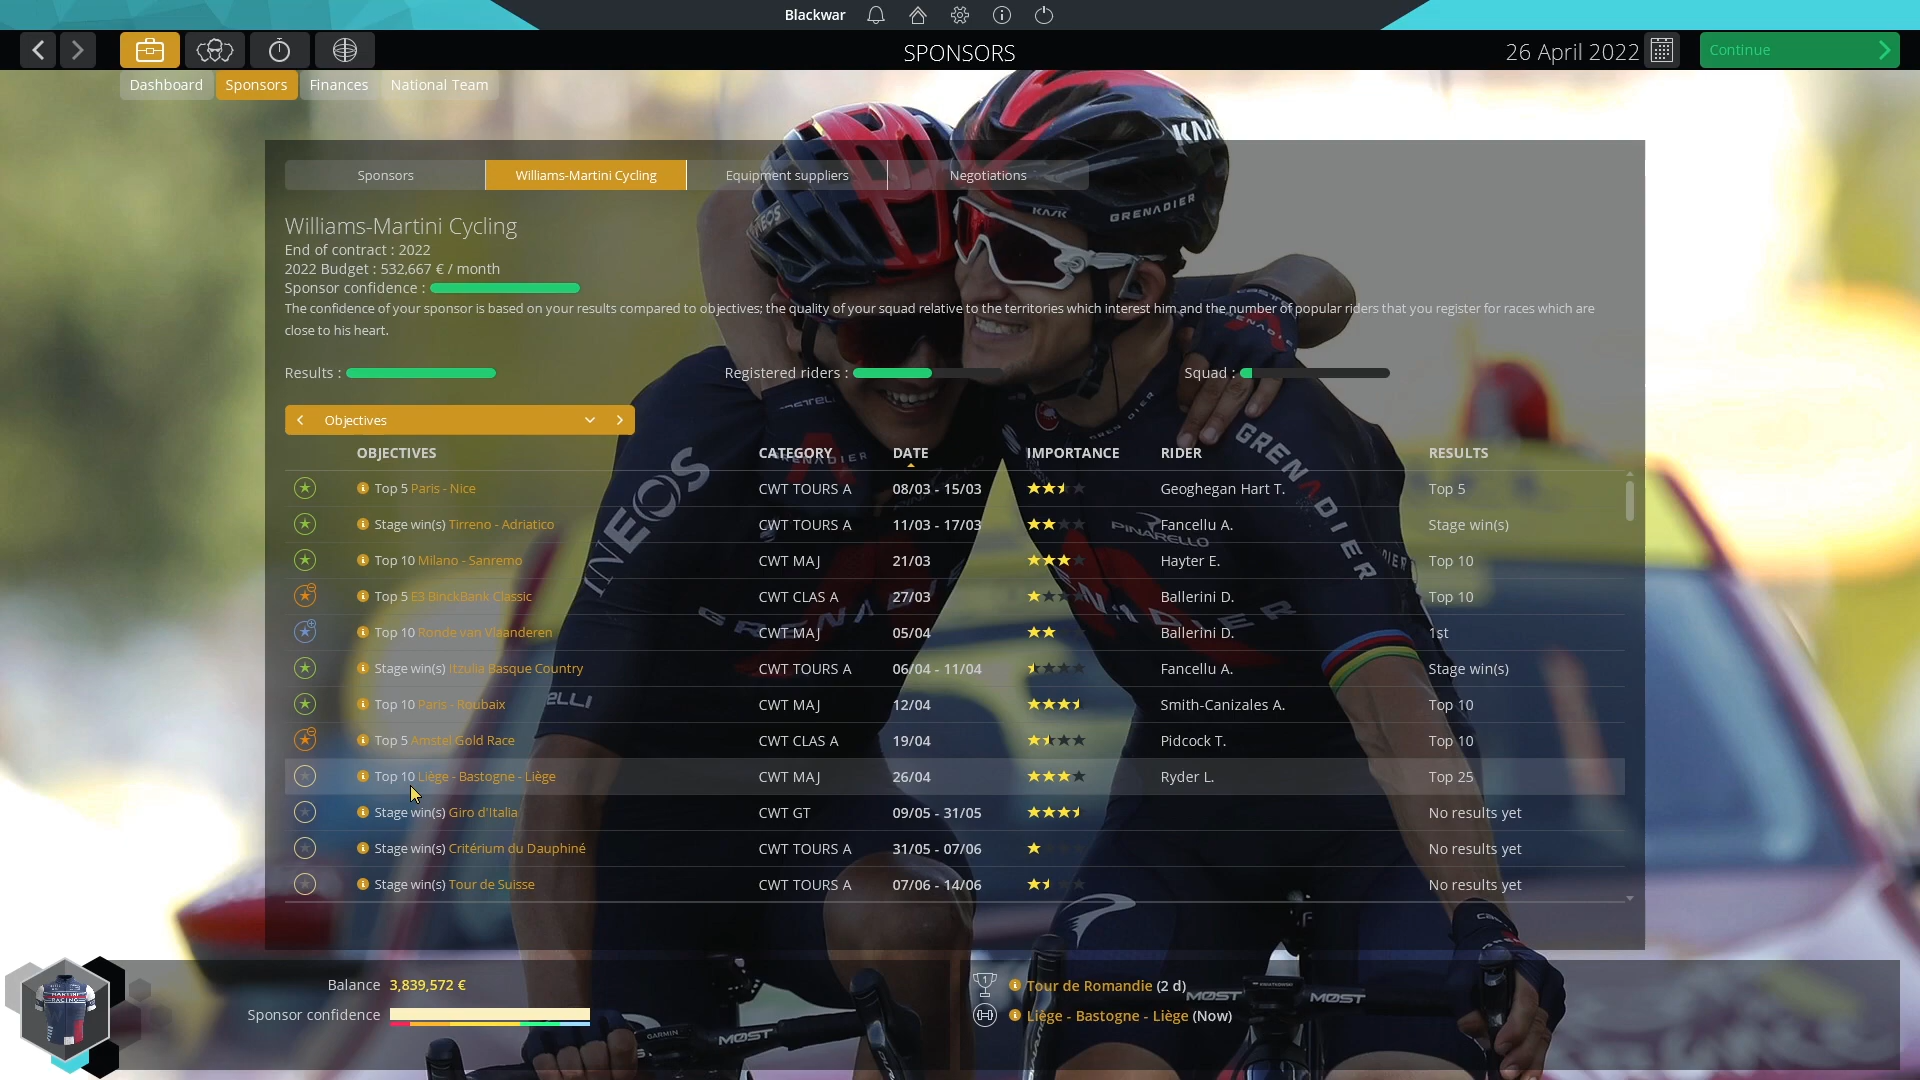 Blackwar
SPONSORS
26 April 2022
Continue
Dashboard
Sponsors
Finances
National Team
Sponsors
Williams-Martini Cycling
Equipment suppliers
Negotiations
Williams-Martini Cycling
End of contract : 2022
2022 Budget : 532,667 € / month
Sponsor confidence :
The confidence of your sponsor is based on your results compared to objectives; the quality of your squad relative to the territories which interest him and the number of popular riders that you register for races which are
close to his heart.
Results :
Registered riders :
Squad :
Objectives
OBJECTIVES CATEGORY DATE IMPORTANCE RIDER RESULTS
Top 5 Paris - Nice CWT TOURS A 08/03 - 15/03 Geoghegan Hart T. Top 5
Stage win(s) Tirreno - Adriatico CWT TOURS A 11/03 - 17/03 Fancellu A. Stage win(s)
Top 10 Milano - Sanremo CWT MAJ 21/03 Hayter E. Top 10
Top 5 E3 BinckBank Classic CWT CLAS A 27/03 Ballerini D. Top 10
Top 10 Ronde van Vlaanderen CWT MAJ 05/04 Ballerini D. 1st
Stage win(s) Itzulia Basque Country CWT TOURS A 06/04 - 11/04 Fancellu A. Stage win(s)
Top 10 Paris - Roubaix CWT MAJ 12/04 Smith-Canizales A. Top 10
Top 5 Amstel Gold Race CWT CLAS A 19/04 Pidcock T. Top 10
Top 10 Liège - Bastogne - Liège CWT MAJ 26/04 Ryder L. Top 25
Stage win(s) Giro d'Italia CWT GT 09/05 - 31/05 No results yet
Stage win(s) Critérium du Dauphiné CWT TOURS A 31/05 - 07/06 No results yet
Stage win(s) Tour de Suisse CWT TOURS A 07/06 - 14/06 No results yet
Balance 3,839,572 €
Sponsor confidence
Tour de Romandie (2 d)
Liège - Bastogne - Liège (Now)
KASK
KASK
GRENADIER
INEOS
INEOS
GRENADIER
GRENADIER
PINARELLO
GARMIN
MOST
MOST
MOST